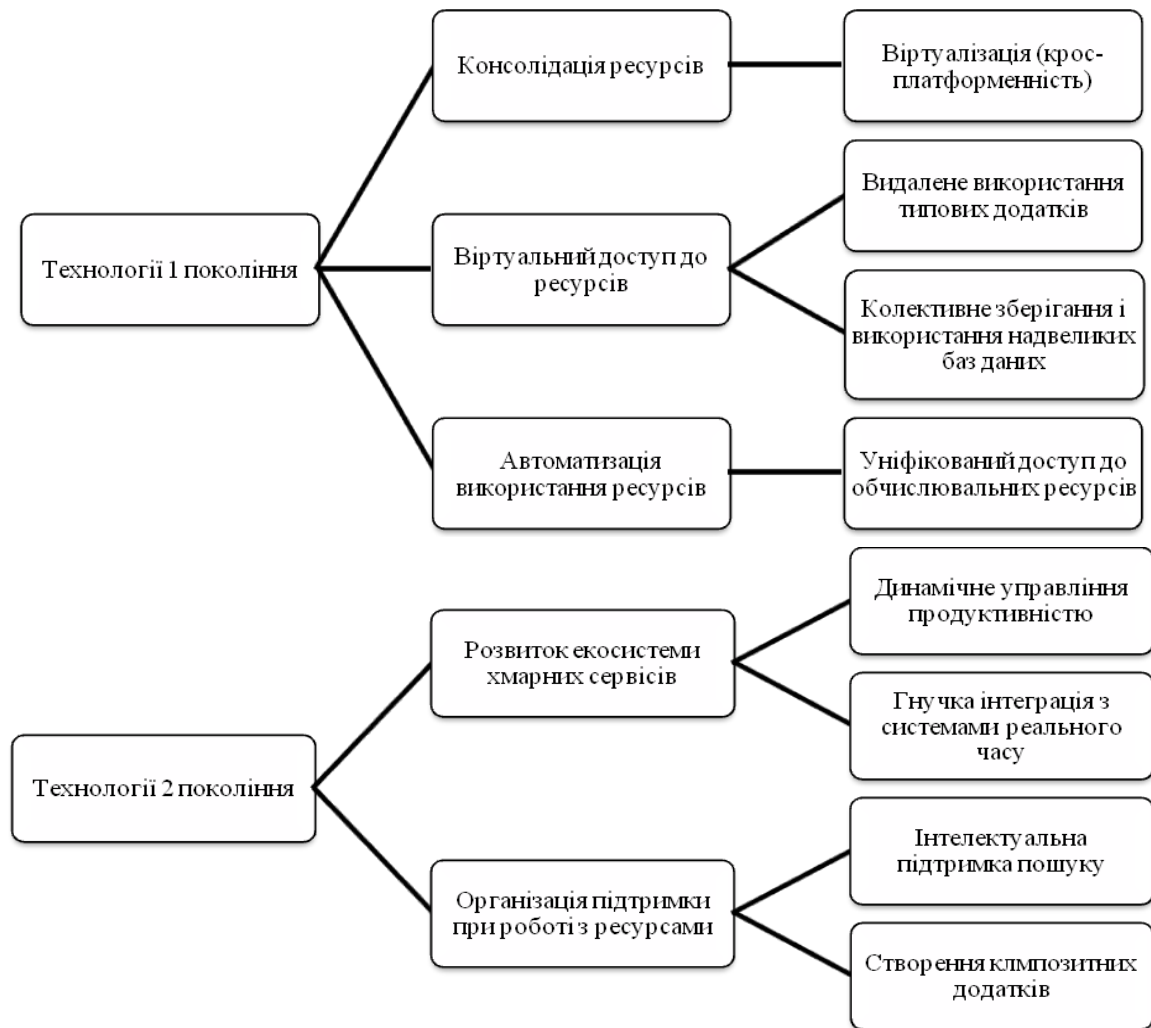 Технології 1 покоління
Консолідація ресурсів
Віртуалізація (крос-
платформенність)
Віртуальний доступ до
ресурсів
Видалене використання
типових додатків
Колективне зберігання і
використання надвеликих
баз даних
Автоматизація
використання ресурсів
Уніфікований доступ до
обчислювальних ресурсів
Технології 2 покоління
Розвиток екосистеми
хмарних сервісів
Динамічне управління
продуктивністю
Гнучка інтеграція з
системами реального
часу
Організація підтримки
при роботі з ресурсами
Інтелектуальна
підтримка пошуку
Створення клмпозитних
додатків